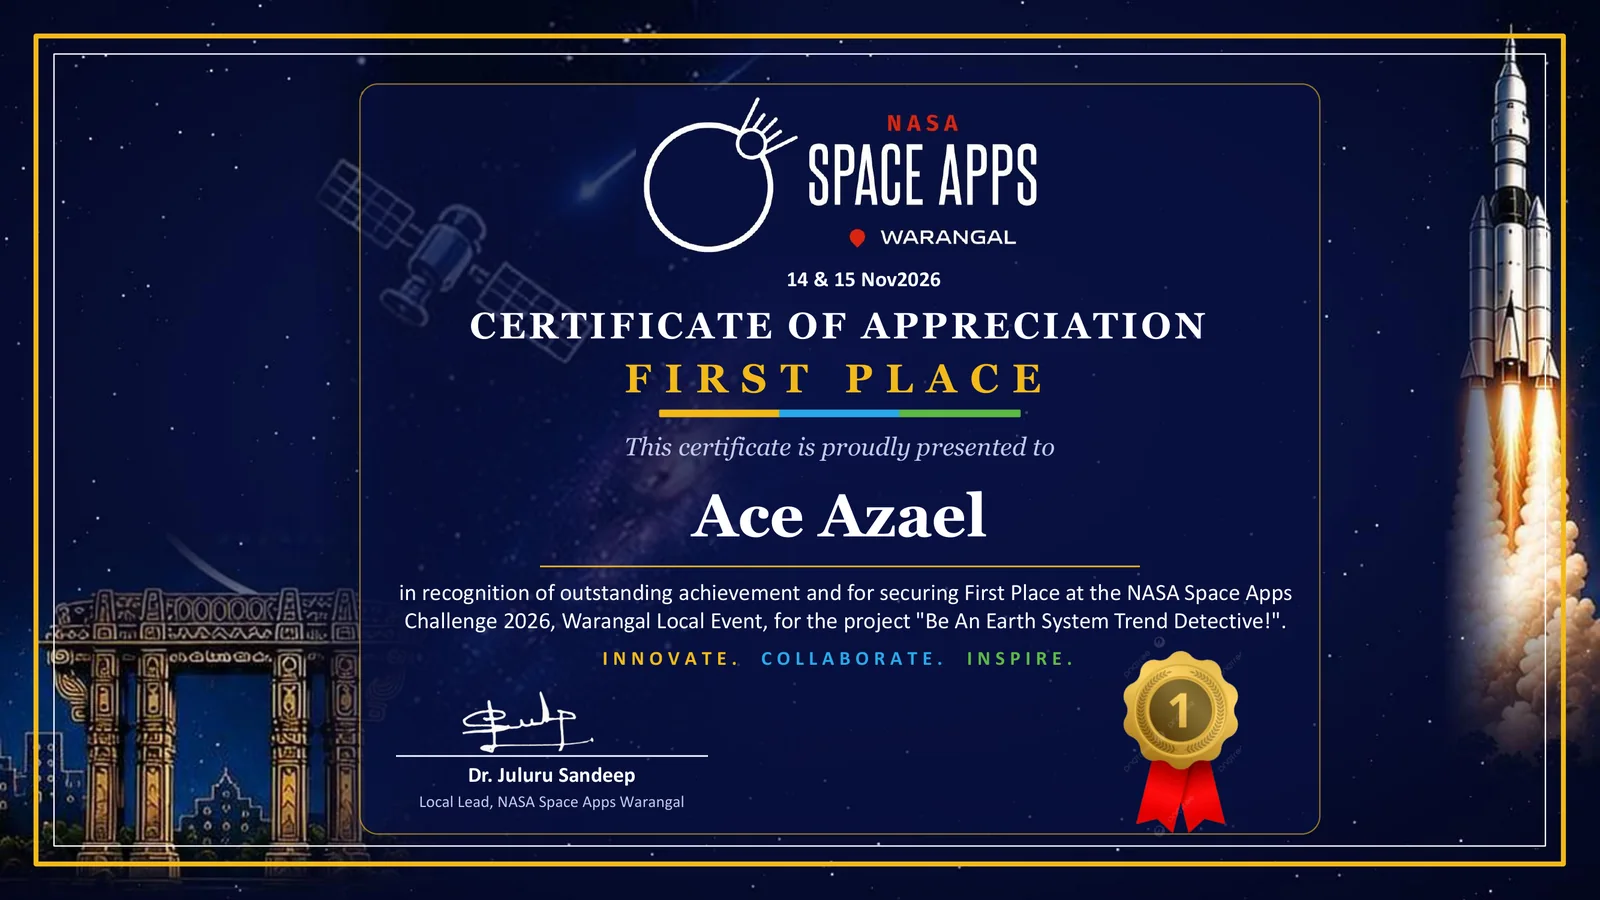 NASA
SPACE APPS
WARANGAL
14 & 15 Nov2026
CERTIFICATE OF APPRECIATION
FIRST PLACE
This certificate is proudly presented to
Ace Azael
in recognition of outstanding achievement and for securing First Place at the NASA Space Apps
Challenge 2026, Warangal Local Event, for the project "Be An Earth System Trend Detective!".
INNOVATE. COLLABORATE. INSPIRE.
1
Dr. Juluru Sandeep
Local Lead, NASA Space Apps Warangal